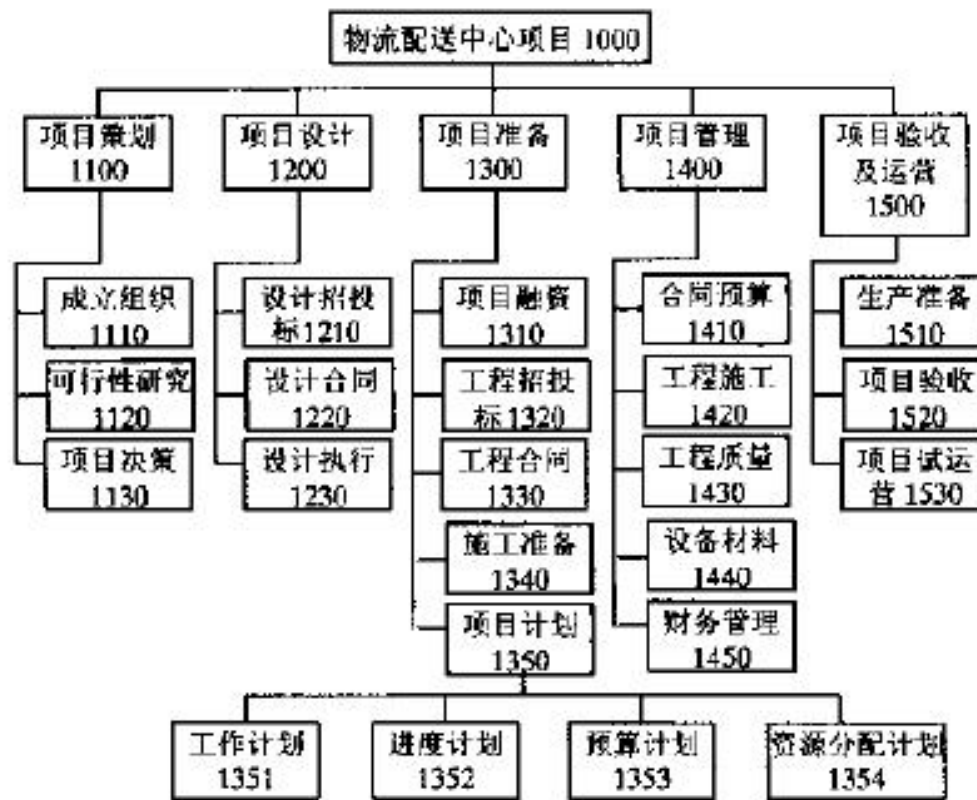 物流配送中心项目 1000
项目策划
1100
项目设计
1200
项目准备
1300
项目管理
1400
项目验收
及运营
1500
成立组织
1110
可行性研究
1120
项目决策
1130
设计招投
标1210
设计合同
1220
设计执行
1230
项目融资
1310
工程招投
标1320
工程合同
1330
施工准备
1340
项目计划
1350
合同预算
1410
工程施工
1420
工程质量
1430
设备材料
1440
财务管理
1450
生产准备
1510
项目验收
1520
项目试运
营 1530
工作计划
1351
进度计划
1352
预算计划
1353
资源分配计划
1354